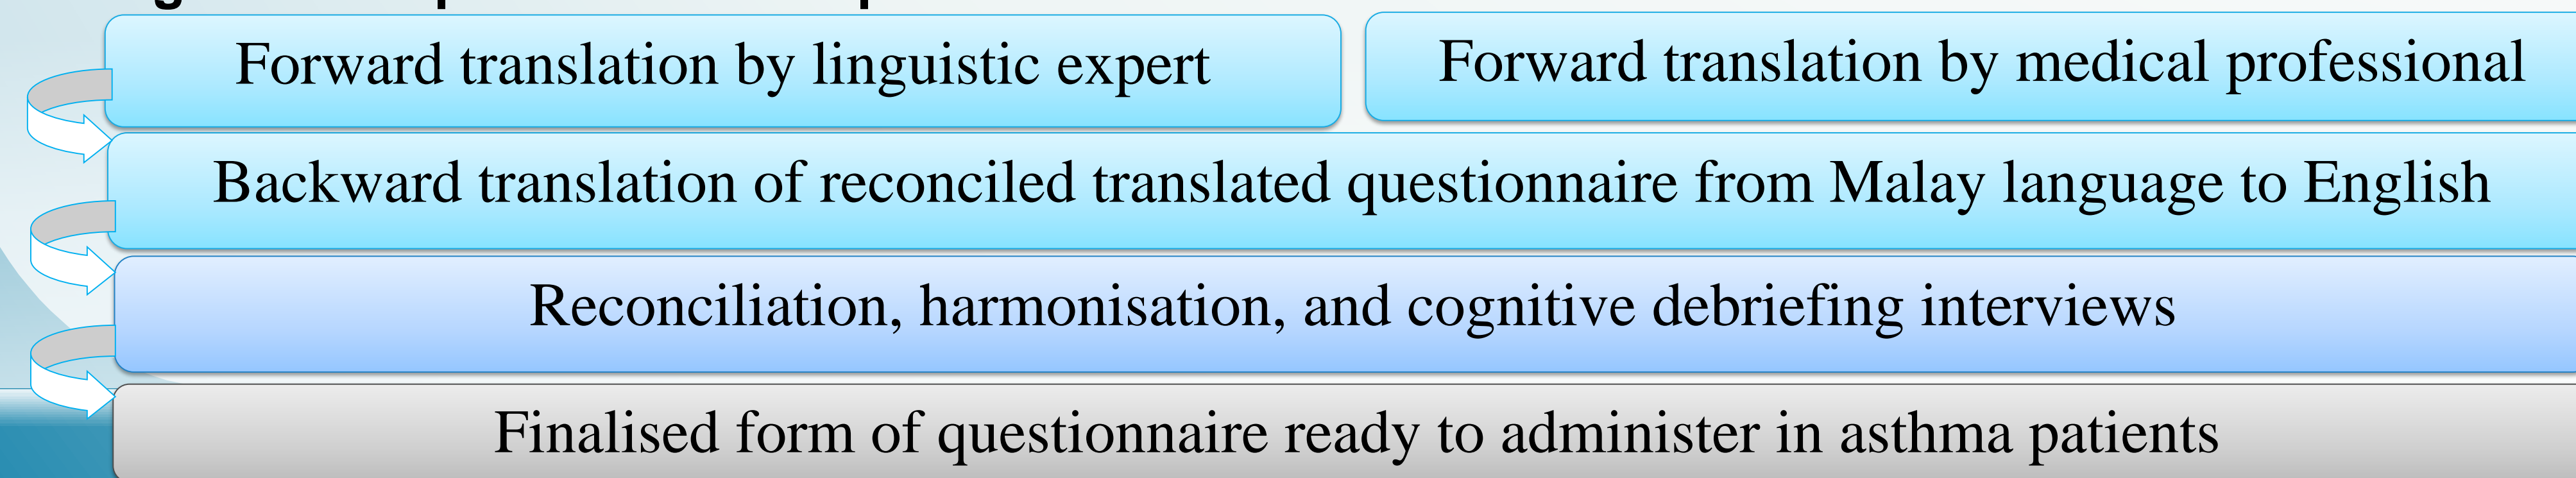 Forward translation by linguistic expert
Forward translation by medical professional
Backward translation of reconciled translated questionnaire from Malay language to English
Reconciliation, harmonisation, and cognitive debriefing interviews
Finalised form of questionnaire ready to administer in asthma patients